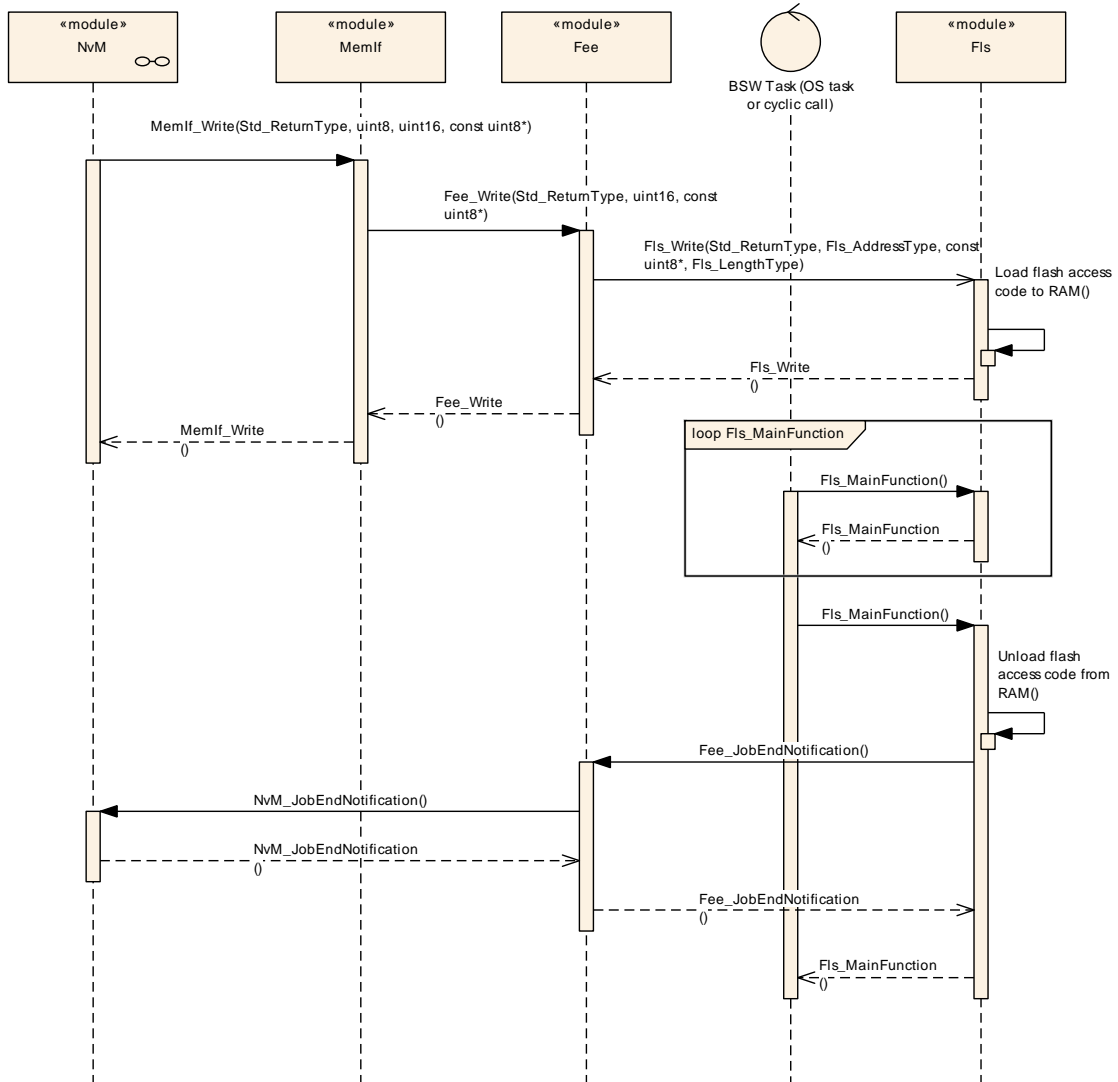 «module»
NvM
«module»
MemIf
«module»
Fee
BSW Task (OS task
or cyclic call)
«module»
Fls
MemIf_Write(Std_ReturnType, uint8, uint16, const uint8*)
Fee_Write(Std_ReturnType, uint16, const
uint8*)
Fls_Write(Std_ReturnType, Fls_AddressType, const
uint8*, Fls_LengthType)
Load flash access
code to RAM()
Fls_Write
()
Fee_Write
()
MemIf_Write
()
loop Fls_MainFunction
Fls_MainFunction()
Fls_MainFunction
()
Fls_MainFunction()
Unload flash
access code from
RAM()
Fee_JobEndNotification()
NvM_JobEndNotification()
NvM_JobEndNotification
()
Fee_JobEndNotification
()
Fls_MainFunction
()